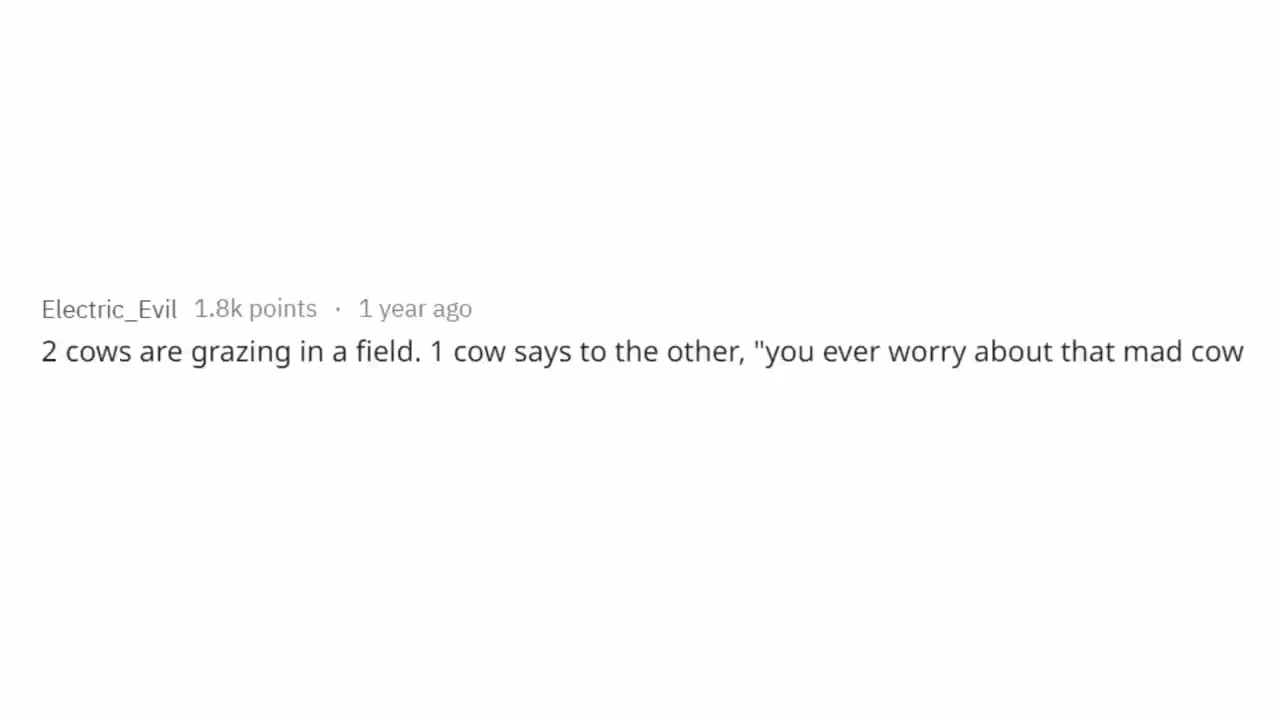 Electric_Evil 1.8k points · 1 year ago
2 cows are grazing in a field. 1 cow says to the other, "you ever worry about that mad cow